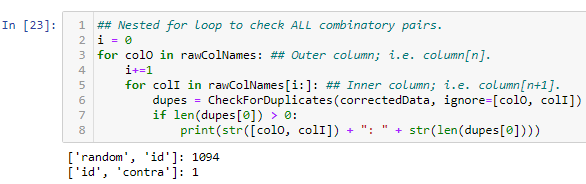 In [23]:
1 ## Nested for loop to check ALL combinatory pairs.
2 i = 0
3 for colO in rawColNames: ## Outer column; i.e. column[n].
4     i+=1
5     for colI in rawColNames[i:]: ## Inner column; i.e. column[n+1].
6         dupes = CheckForDuplicates(correctedData, ignore=[colO, colI])
7         if len(dupes[0]) > 0:
8             print(str([colO, colI]) + ": " + str(len(dupes[0])))
['random', 'id']: 1094
['id', 'contra']: 1